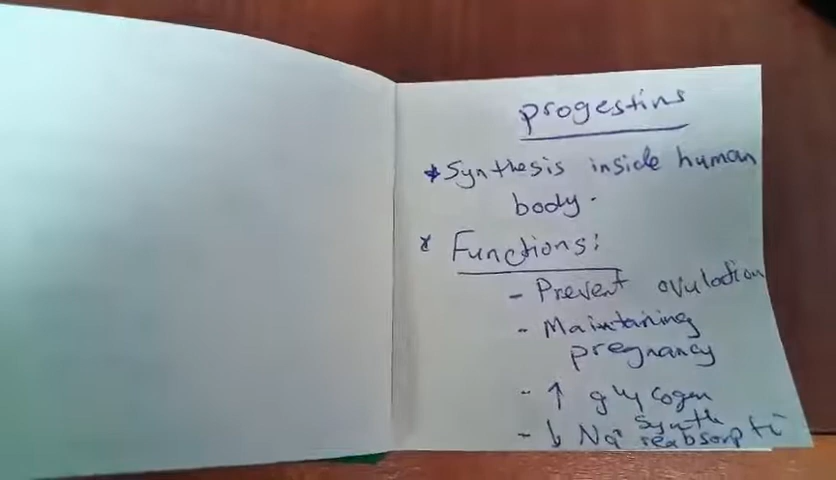 progestins
* Synthesis inside human
body.
* Functions:
- Prevent ovulation
- Maintaining
pregnancy
- ↑ glycogen
synth
- ↓ Na⁺ reabsorpti